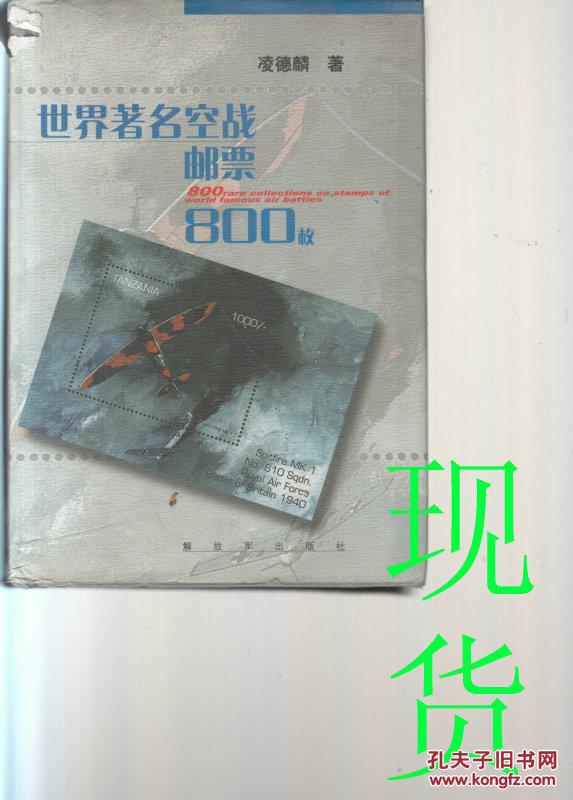 凌德麟 著
世界著名空战
邮票
800rare collections on stamps of
world famous air battles
800枚
TANZANIA
1000/-
Spitfire MK.1
No. 610 Sqdn.
Royal Air Force
Battle of Britain 1940
解放军出版社
现
货
孔夫子旧书网
www.kongfz.com